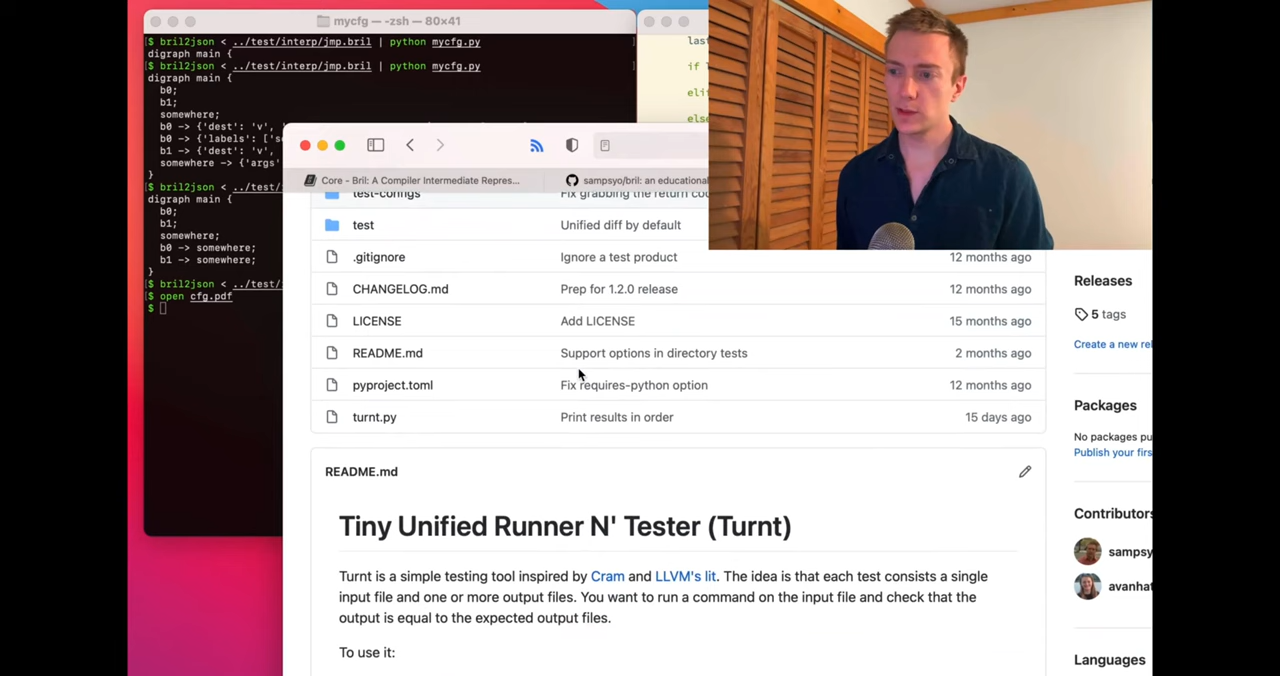 mycfg — -zsh — 80×41
$ bril2json < ../test/interp/jmp.bril | python mycfg.py
digraph main {
$ bril2json < ../test/interp/jmp.bril | python mycfg.py
digraph main {
b0;
b1;
somewhere;
b0 -> {'dest': 'v',
b0 -> {'labels': ['s
b1 -> {'dest': 'v',
somewhere -> {'args'
}
$ bril2json < ../test/i
digraph main {
b0;
b1;
somewhere;
b0 -> somewhere;
b1 -> somewhere;
}
$ bril2json < ../test/i
$ open cfg.pdf
$
last
if
elif
else
Core - Bril: A Compiler Intermediate Repres...
sampsyo/bril: an educational
test-configs Fix grabbing the return co
test Unified diff by default
.gitignore Ignore a test product 12 months ago
CHANGELOG.md Prep for 1.2.0 release 12 months ago
LICENSE Add LICENSE 15 months ago
README.md Support options in directory tests 2 months ago
pyproject.toml Fix requires-python option 12 months ago
turnt.py Print results in order 15 days ago
README.md
Tiny Unified Runner N' Tester (Turnt)
Turnt is a simple testing tool inspired by Cram and LLVM's lit. The idea is that each test consists a single
input file and one or more output files. You want to run a command on the input file and check that the
output is equal to the expected output files.
To use it:
Releases
5 tags
Create a new rel
Packages
No packages pu
Publish your firs
Contributors
sampsy
avanhat
Languages